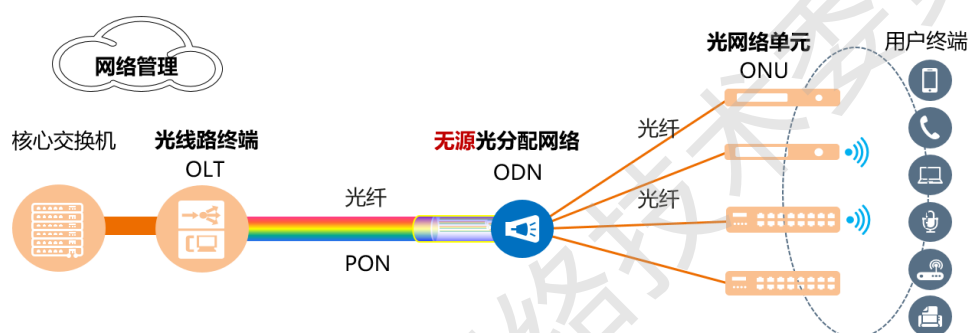 网络管理
核心交换机
光线路终端
OLT
光纤
PON
无源光分配网络
ODN
光纤
光纤
光网络单元
ONU
用户终端